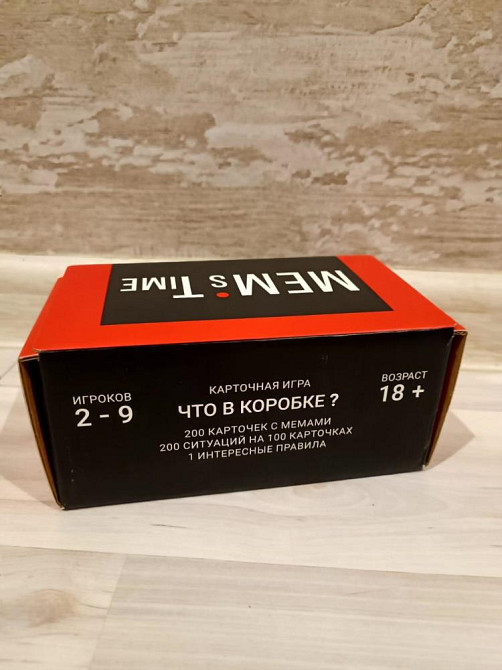 MEM'S TIME
ИГРОКОВ
2 - 9
КАРТОЧНАЯ ИГРА
ЧТО В КОРОБКЕ ?
200 КАРТОЧЕК С МЕМАМИ
200 СИТУАЦИЙ НА 100 КАРТОЧКАХ
1 ИНТЕРЕСНЫЕ ПРАВИЛА
ВОЗРАСТ
18 +